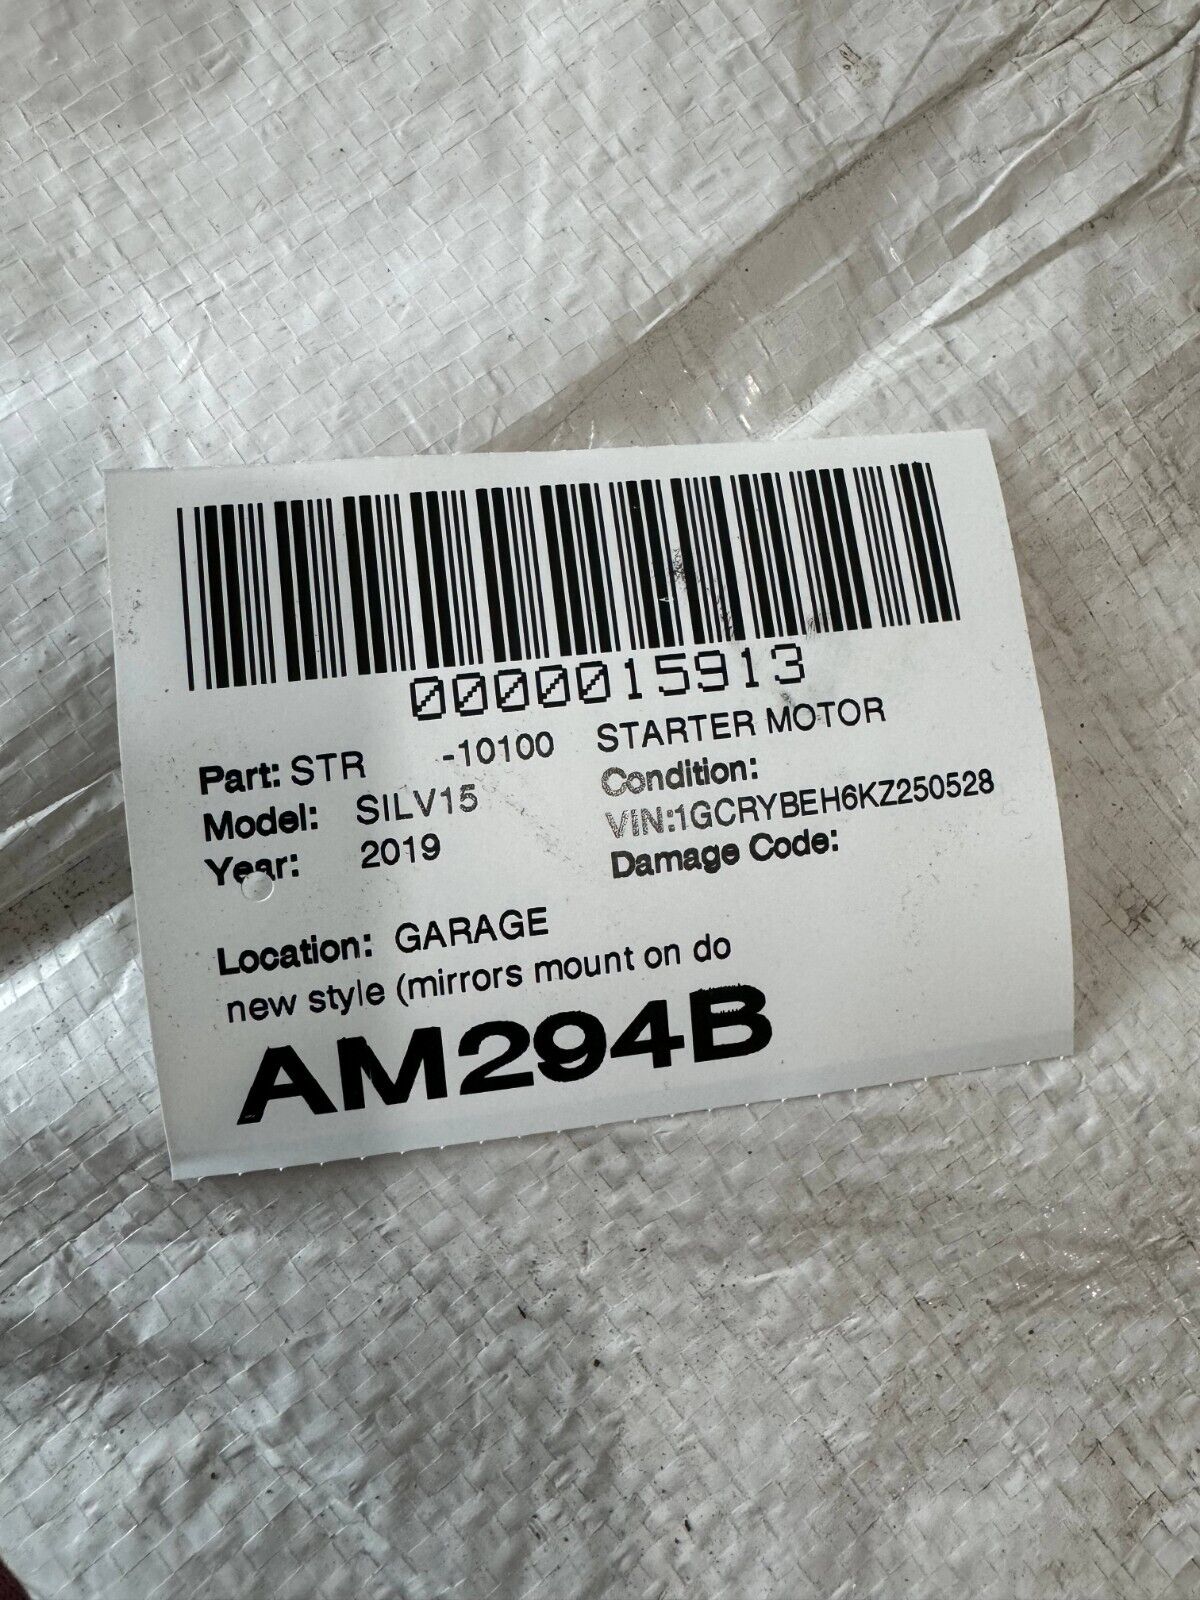 0000015913
Part: STR -10100 STARTER MOTOR
Model: SILV15 Condition:
Year: 2019 VIN:1GCRYBEH6KZ250528
Damage Code:
Location: GARAGE
new style (mirrors mount on do
AM294B